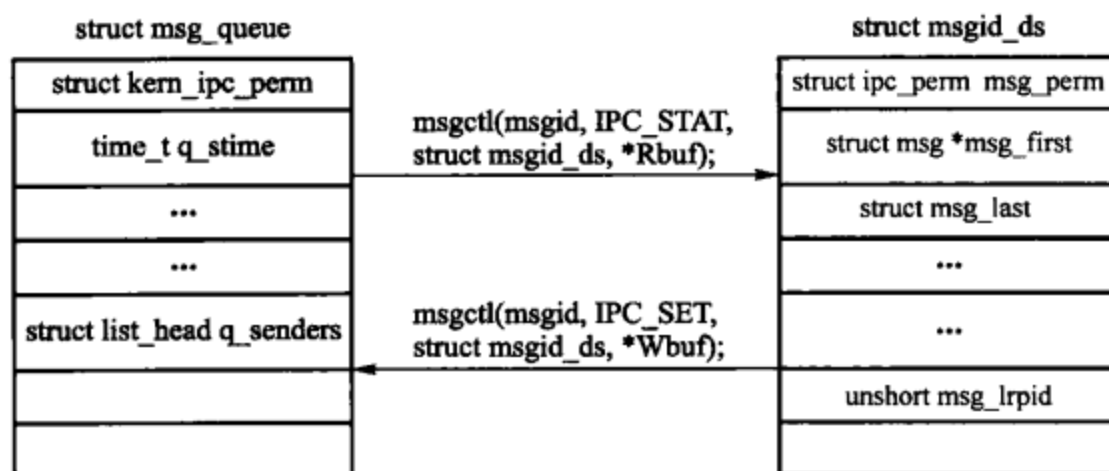 struct msg_queue
struct kern_ipc_perm
time_t q_stime
...
...
struct list_head q_senders
msgctl(msgid, IPC_STAT,
struct msgid_ds, *Rbuf);
msgctl(msgid, IPC_SET,
struct msgid_ds, *Wbuf);
struct msgid_ds
struct ipc_perm msg_perm
struct msg *msg_first
struct msg_last
...
...
unshort msg_lrpid